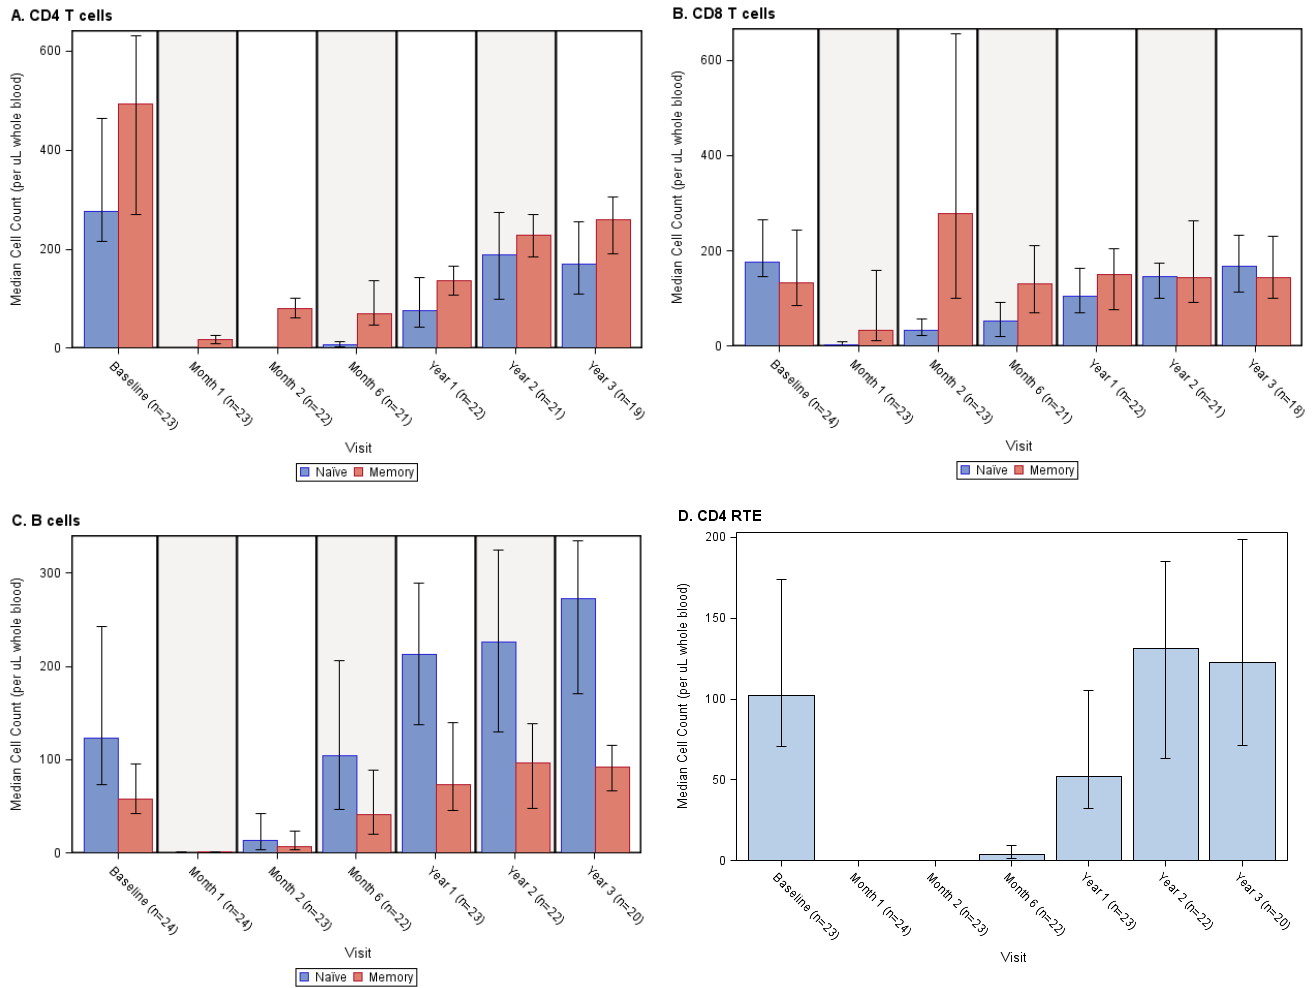 A. CD4 T cells
Median Cell Count (per uL whole blood)
600
400
200
0
Baseline (n=23)
Month 1 (n=23)
Month 2 (n=22)
Month 6 (n=21)
Year 1 (n=22)
Year 2 (n=21)
Year 3 (n=19)
Visit
Naïve Memory
B. CD8 T cells
Median Cell Count (per uL whole blood)
600
400
200
0
Baseline (n=24)
Month 1 (n=23)
Month 2 (n=23)
Month 6 (n=21)
Year 1 (n=22)
Year 2 (n=21)
Year 3 (n=18)
Visit
Naïve Memory
C. B cells
Median Cell Count (per uL whole blood)
300
200
100
0
Baseline (n=24)
Month 1 (n=24)
Month 2 (n=23)
Month 6 (n=22)
Year 1 (n=23)
Year 2 (n=22)
Year 3 (n=20)
Visit
Naïve Memory
D. CD4 RTE
Median Cell Count (per uL whole blood)
200
150
100
50
0
Baseline (n=23)
Month 1 (n=24)
Month 2 (n=23)
Month 6 (n=22)
Year 1 (n=23)
Year 2 (n=22)
Year 3 (n=20)
Visit